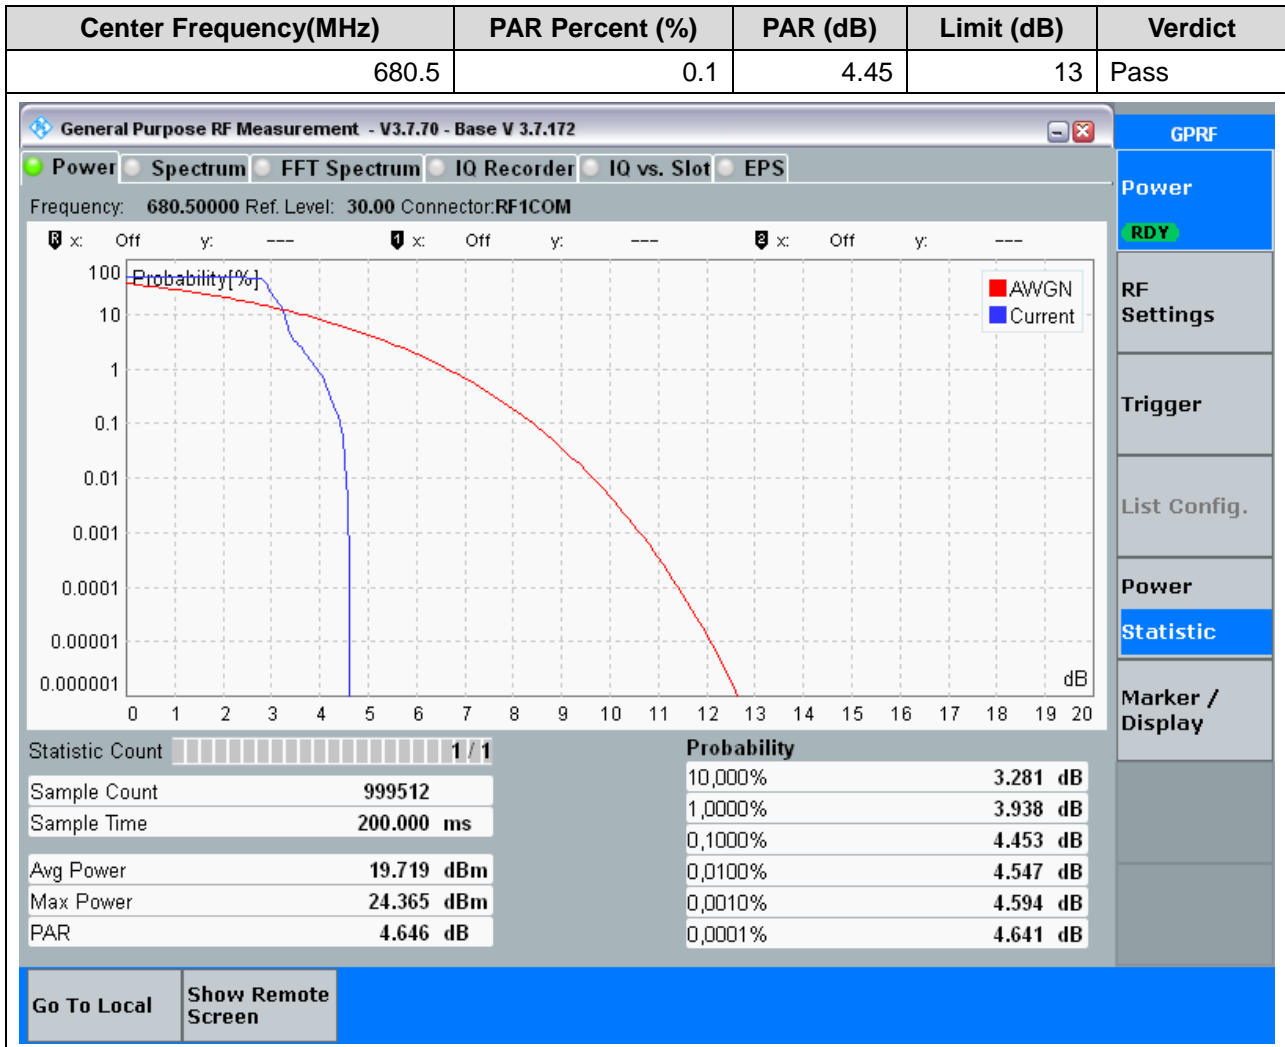 Center Frequency(MHz) PAR Percent (%) PAR (dB) Limit (dB) Verdict
680.5 0.1 4.45 13 Pass
General Purpose RF Measurement - V3.7.70 - Base V 3.7.172
GPRF
Power Spectrum FFT Spectrum IQ Recorder IQ vs. Slot EPS
Frequency: 680.50000 Ref. Level: 30.00 Connector:RF1COM
R x: Off y: --- 1 x: Off y: --- 2 x: Off y: ---
Probability[%]
100
10
1
0.1
0.01
0.001
0.0001
0.00001
0.000001
AWGN
Current
dB
0 1 2 3 4 5 6 7 8 9 10 11 12 13 14 15 16 17 18 19 20
Statistic Count 1 / 1
Sample Count 999512
Sample Time 200.000 ms
Avg Power 19.719 dBm
Max Power 24.365 dBm
PAR 4.646 dB
Probability
10,000% 3.281 dB
1,0000% 3.938 dB
0,1000% 4.453 dB
0,0100% 4.547 dB
0,0010% 4.594 dB
0,0001% 4.641 dB
Power
RDY
RF
Settings
Trigger
List Config.
Power
Statistic
Marker /
Display
Go To Local
Show Remote
Screen